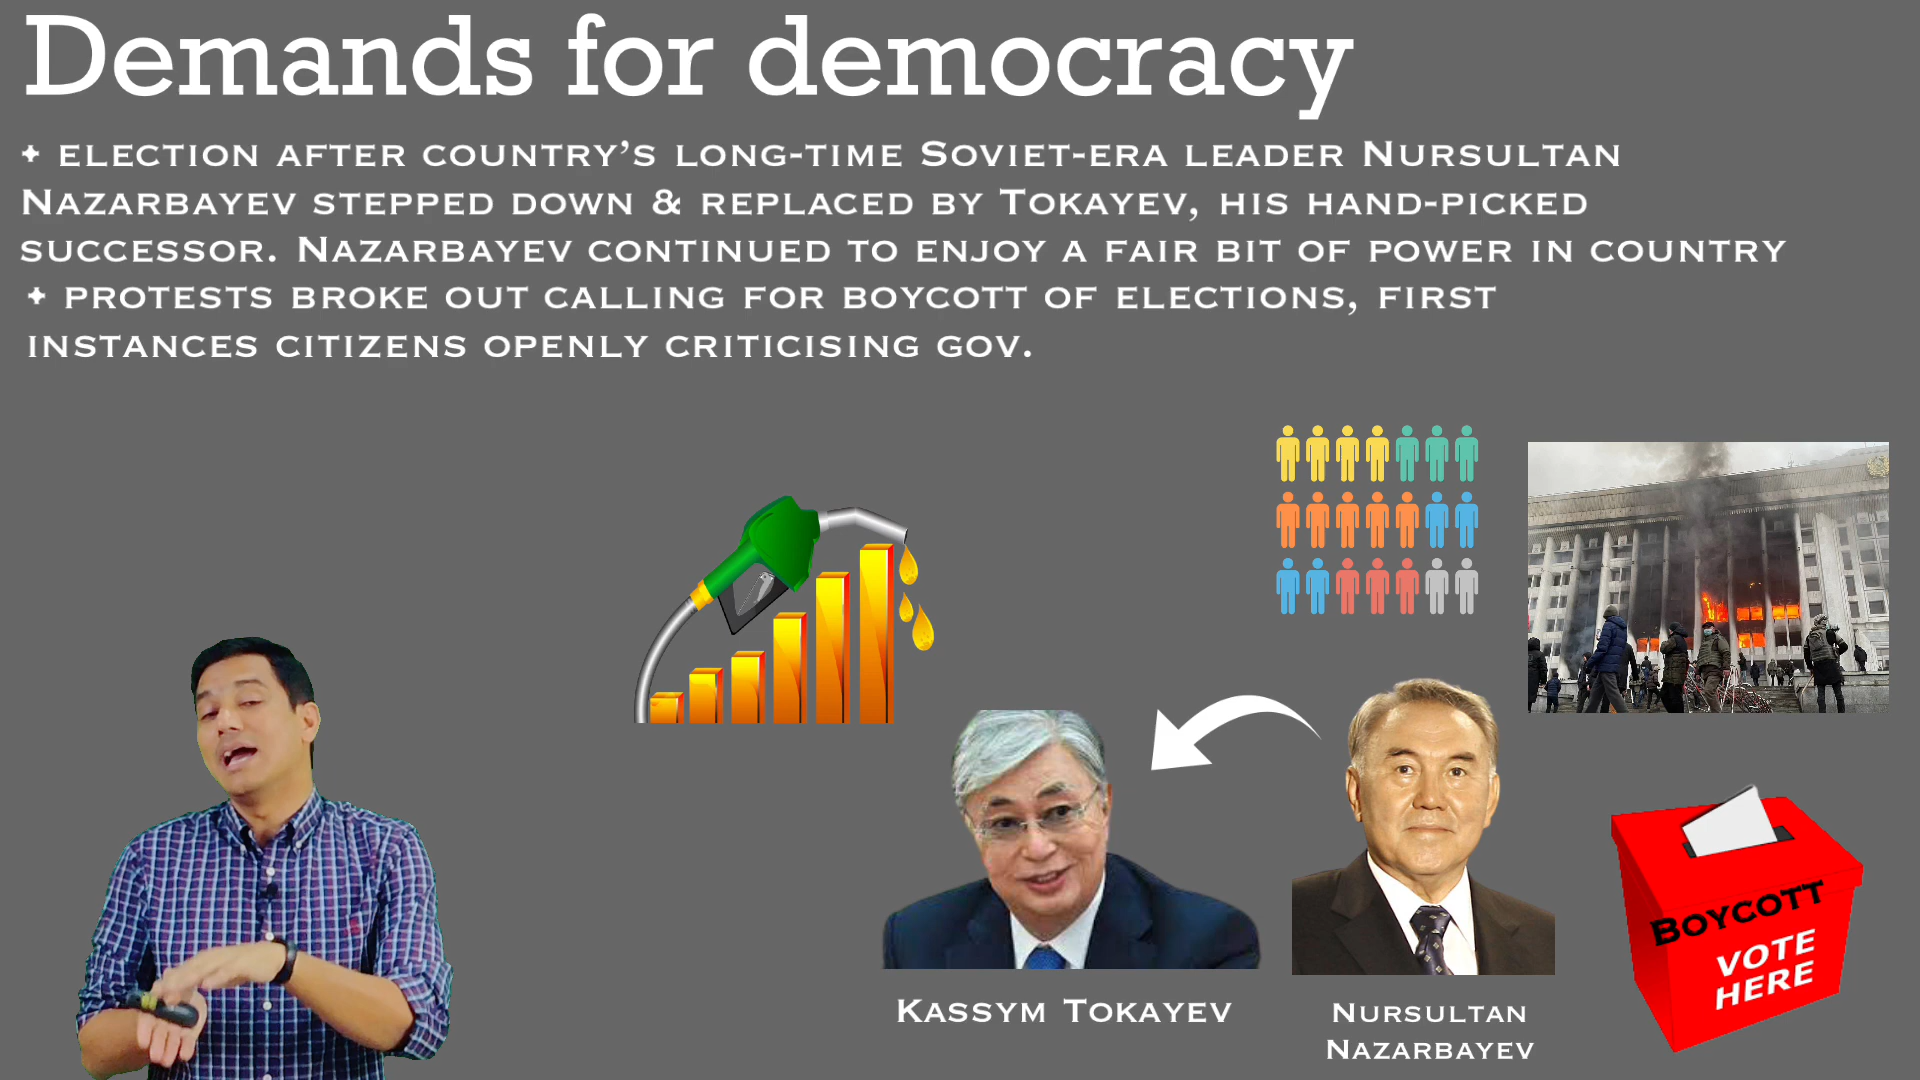 Demands for democracy
+ election after country’s long-time Soviet-era leader Nursultan
Nazarbayev stepped down & replaced by Tokayev, his hand-picked
successor. Nazarbayev continued to enjoy a fair bit of power in country
+ protests broke out calling for boycott of elections, first
instances citizens openly criticising gov.
Boycott
VOTE
HERE
Kassym Tokayev
Nursultan
Nazarbayev